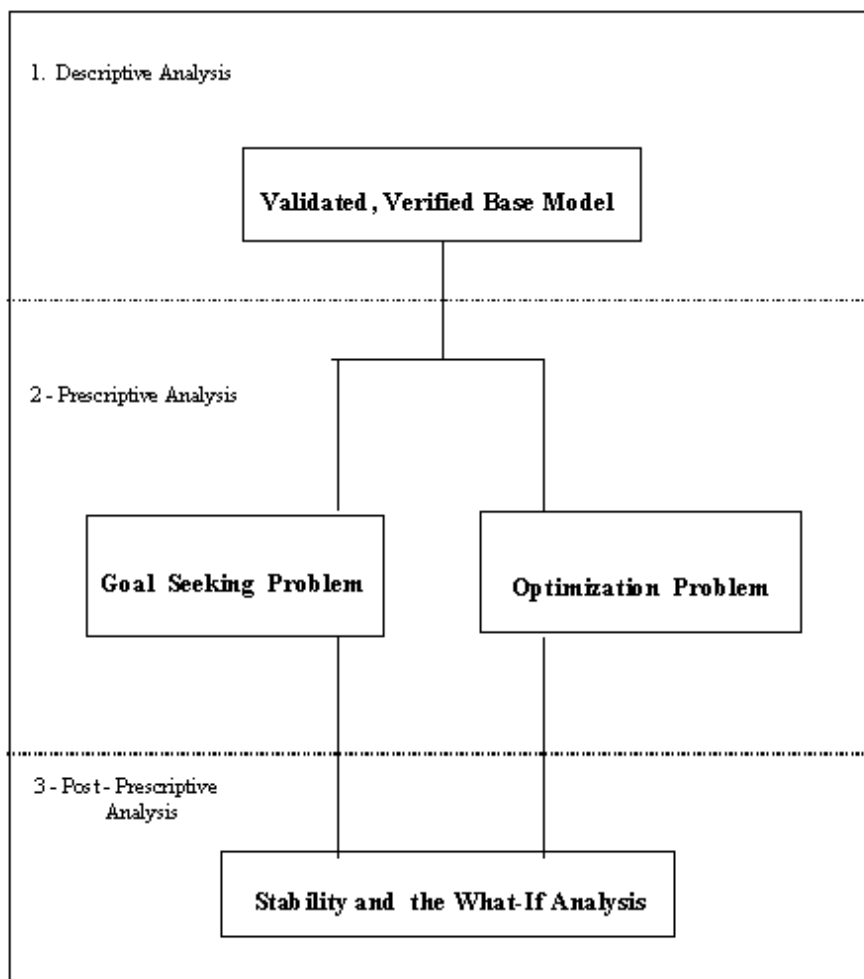 1. Descriptive Analysis
Validated, Verified Base Model
2 - Prescriptive Analysis
Goal Seeking Problem
Optimization Problem
3 - Post - Prescriptive
Analysis
Stability and the What-If Analysis